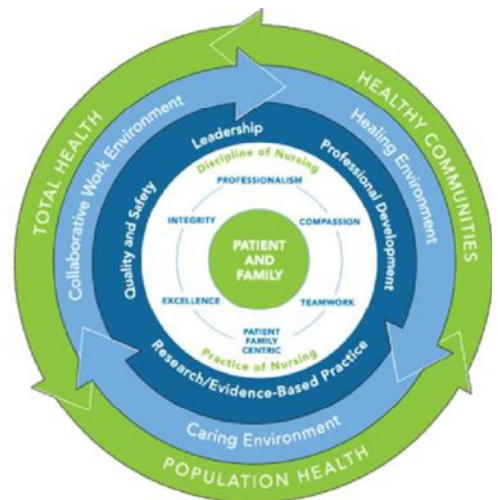 TOTAL HEALTH
HEALTHY COMMUNITIES
POPULATION HEALTH
Collaborative Work Environment
Healing Environment
Caring Environment
Quality and Safety
Leadership
Professional Development
Research/Evidence-Based Practice
Discipline of Nursing
PROFESSIONALISM
INTEGRITY
COMPASSION
PATIENT
AND
FAMILY
EXCELLENCE
TEAMWORK
PATIENT
FAMILY
CENTRIC
Practice of Nursing